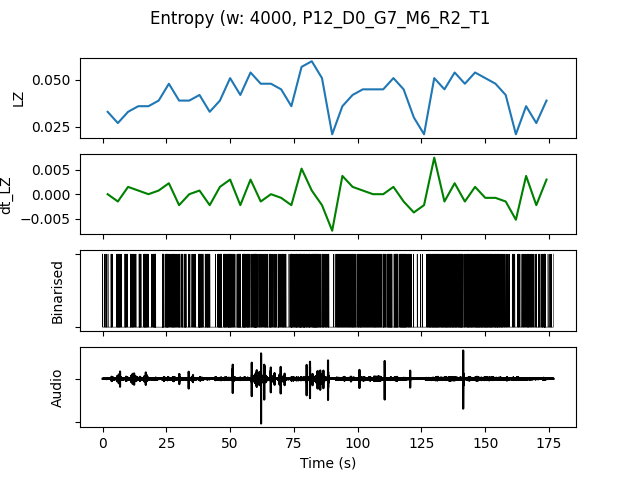 Entropy (w: 4000, P12_D0_G7_M6_R2_T1
LZ
0.050
0.025
dt_LZ
0.005
0.000
−0.005
Binarised
Audio
0
25
50
75
100
125
150
175
Time (s)